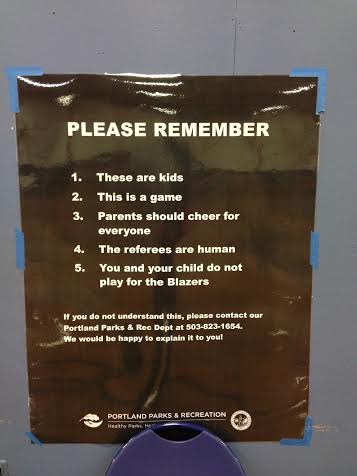 PLEASE REMEMBER
1. These are kids
2. This is a game
3. Parents should cheer for
everyone
4. The referees are human
5. You and your child do not
play for the Blazers
If you do not understand this, please contact our
Portland Parks & Rec Dept at 503-823-1654.
We would be happy to explain it to you!
PORTLAND PARKS & RECREATION
Healthy Parks,